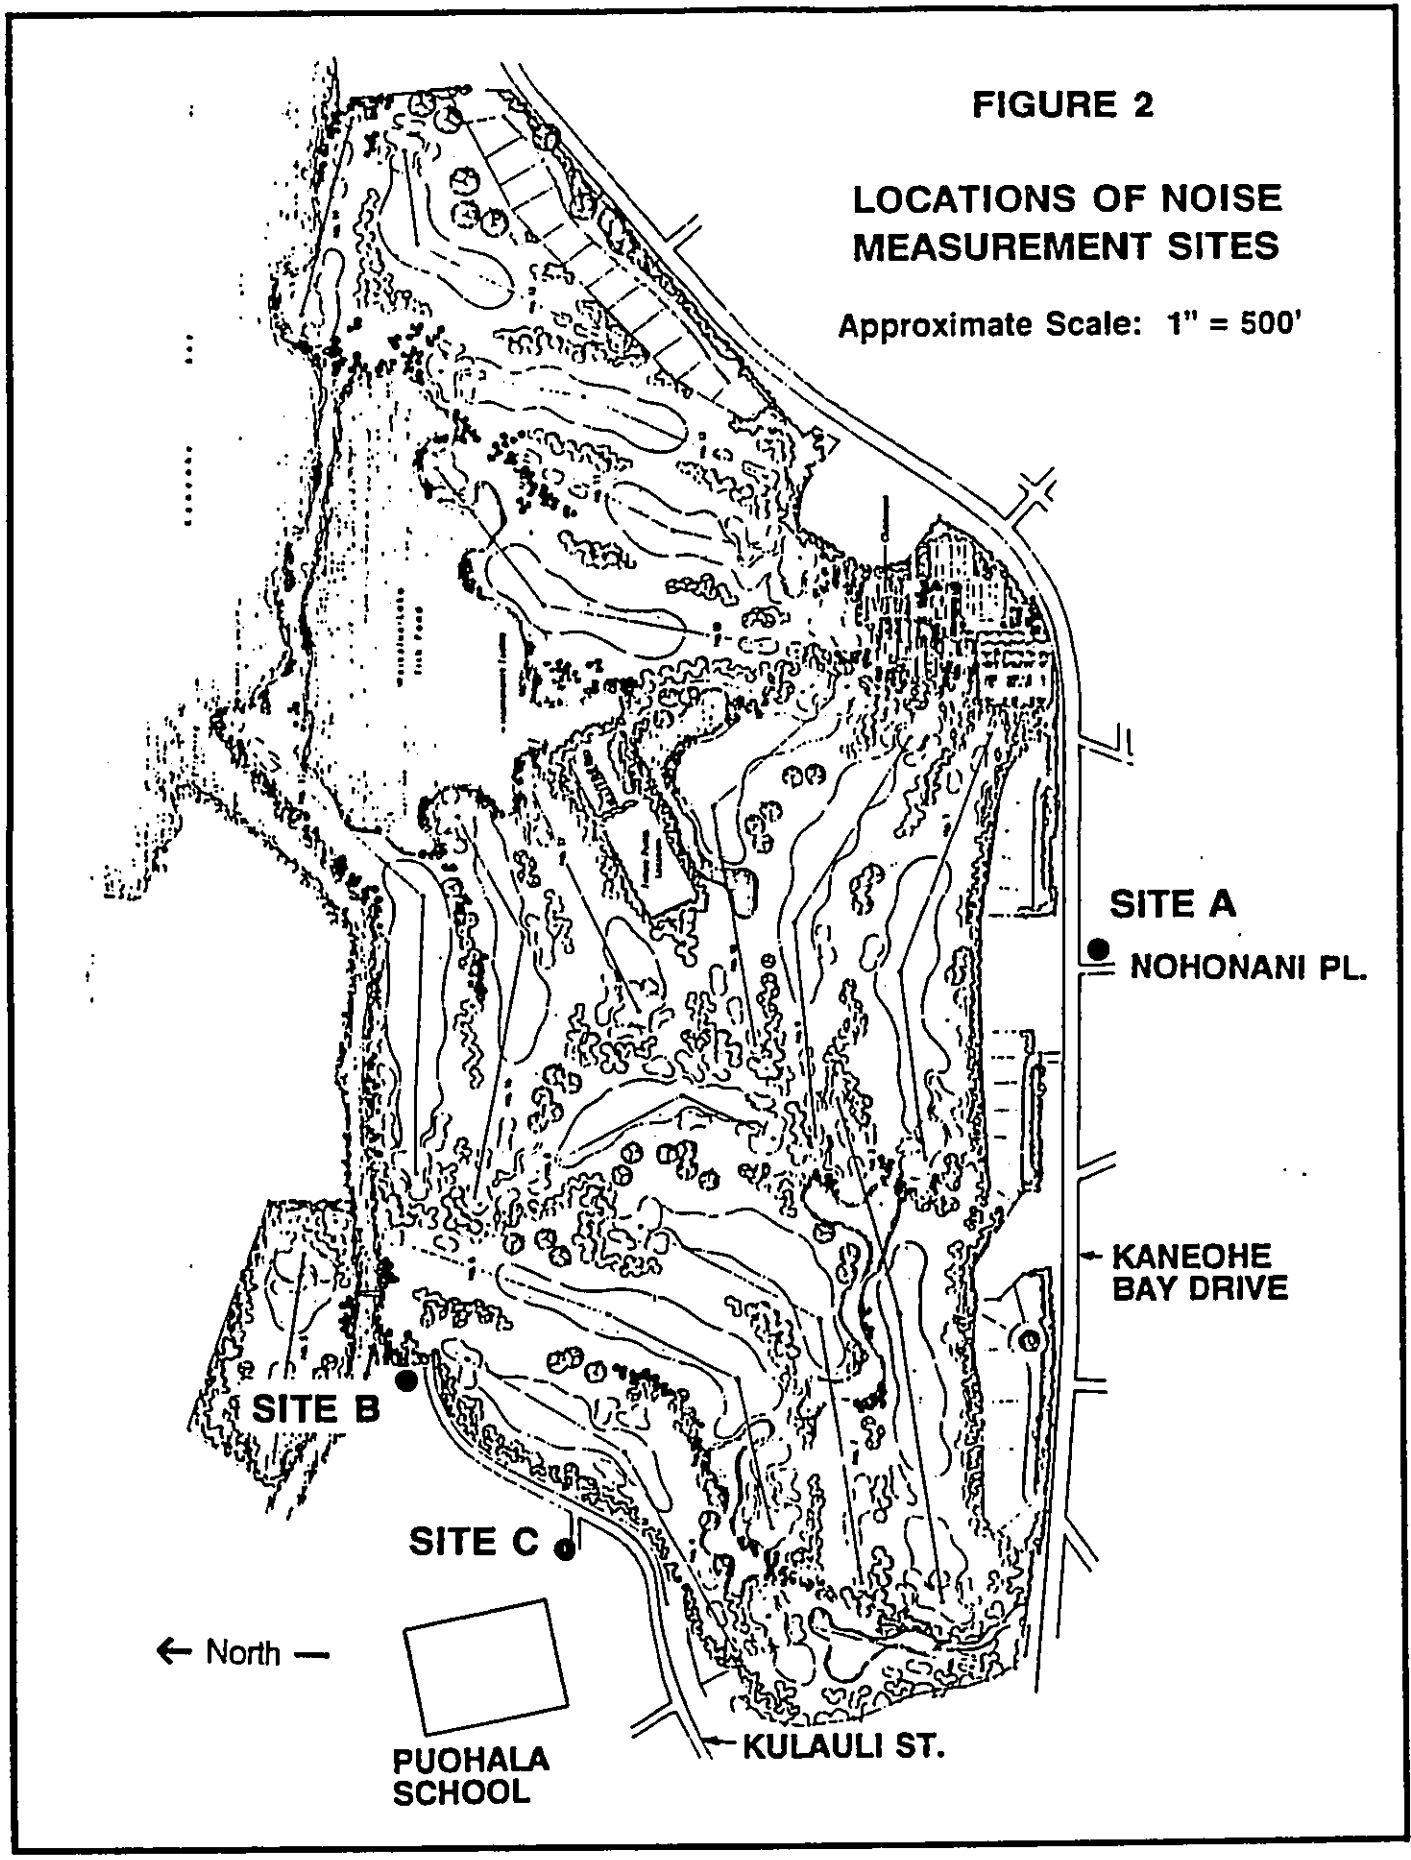 FIGURE 2
LOCATIONS OF NOISE
MEASUREMENT SITES
Approximate Scale: 1" = 500'
SITE A
NOHONANI PL.
KANEOHE
BAY DRIVE
SITE B
SITE C
← North
PUOHALA
SCHOOL
KULAULI ST.